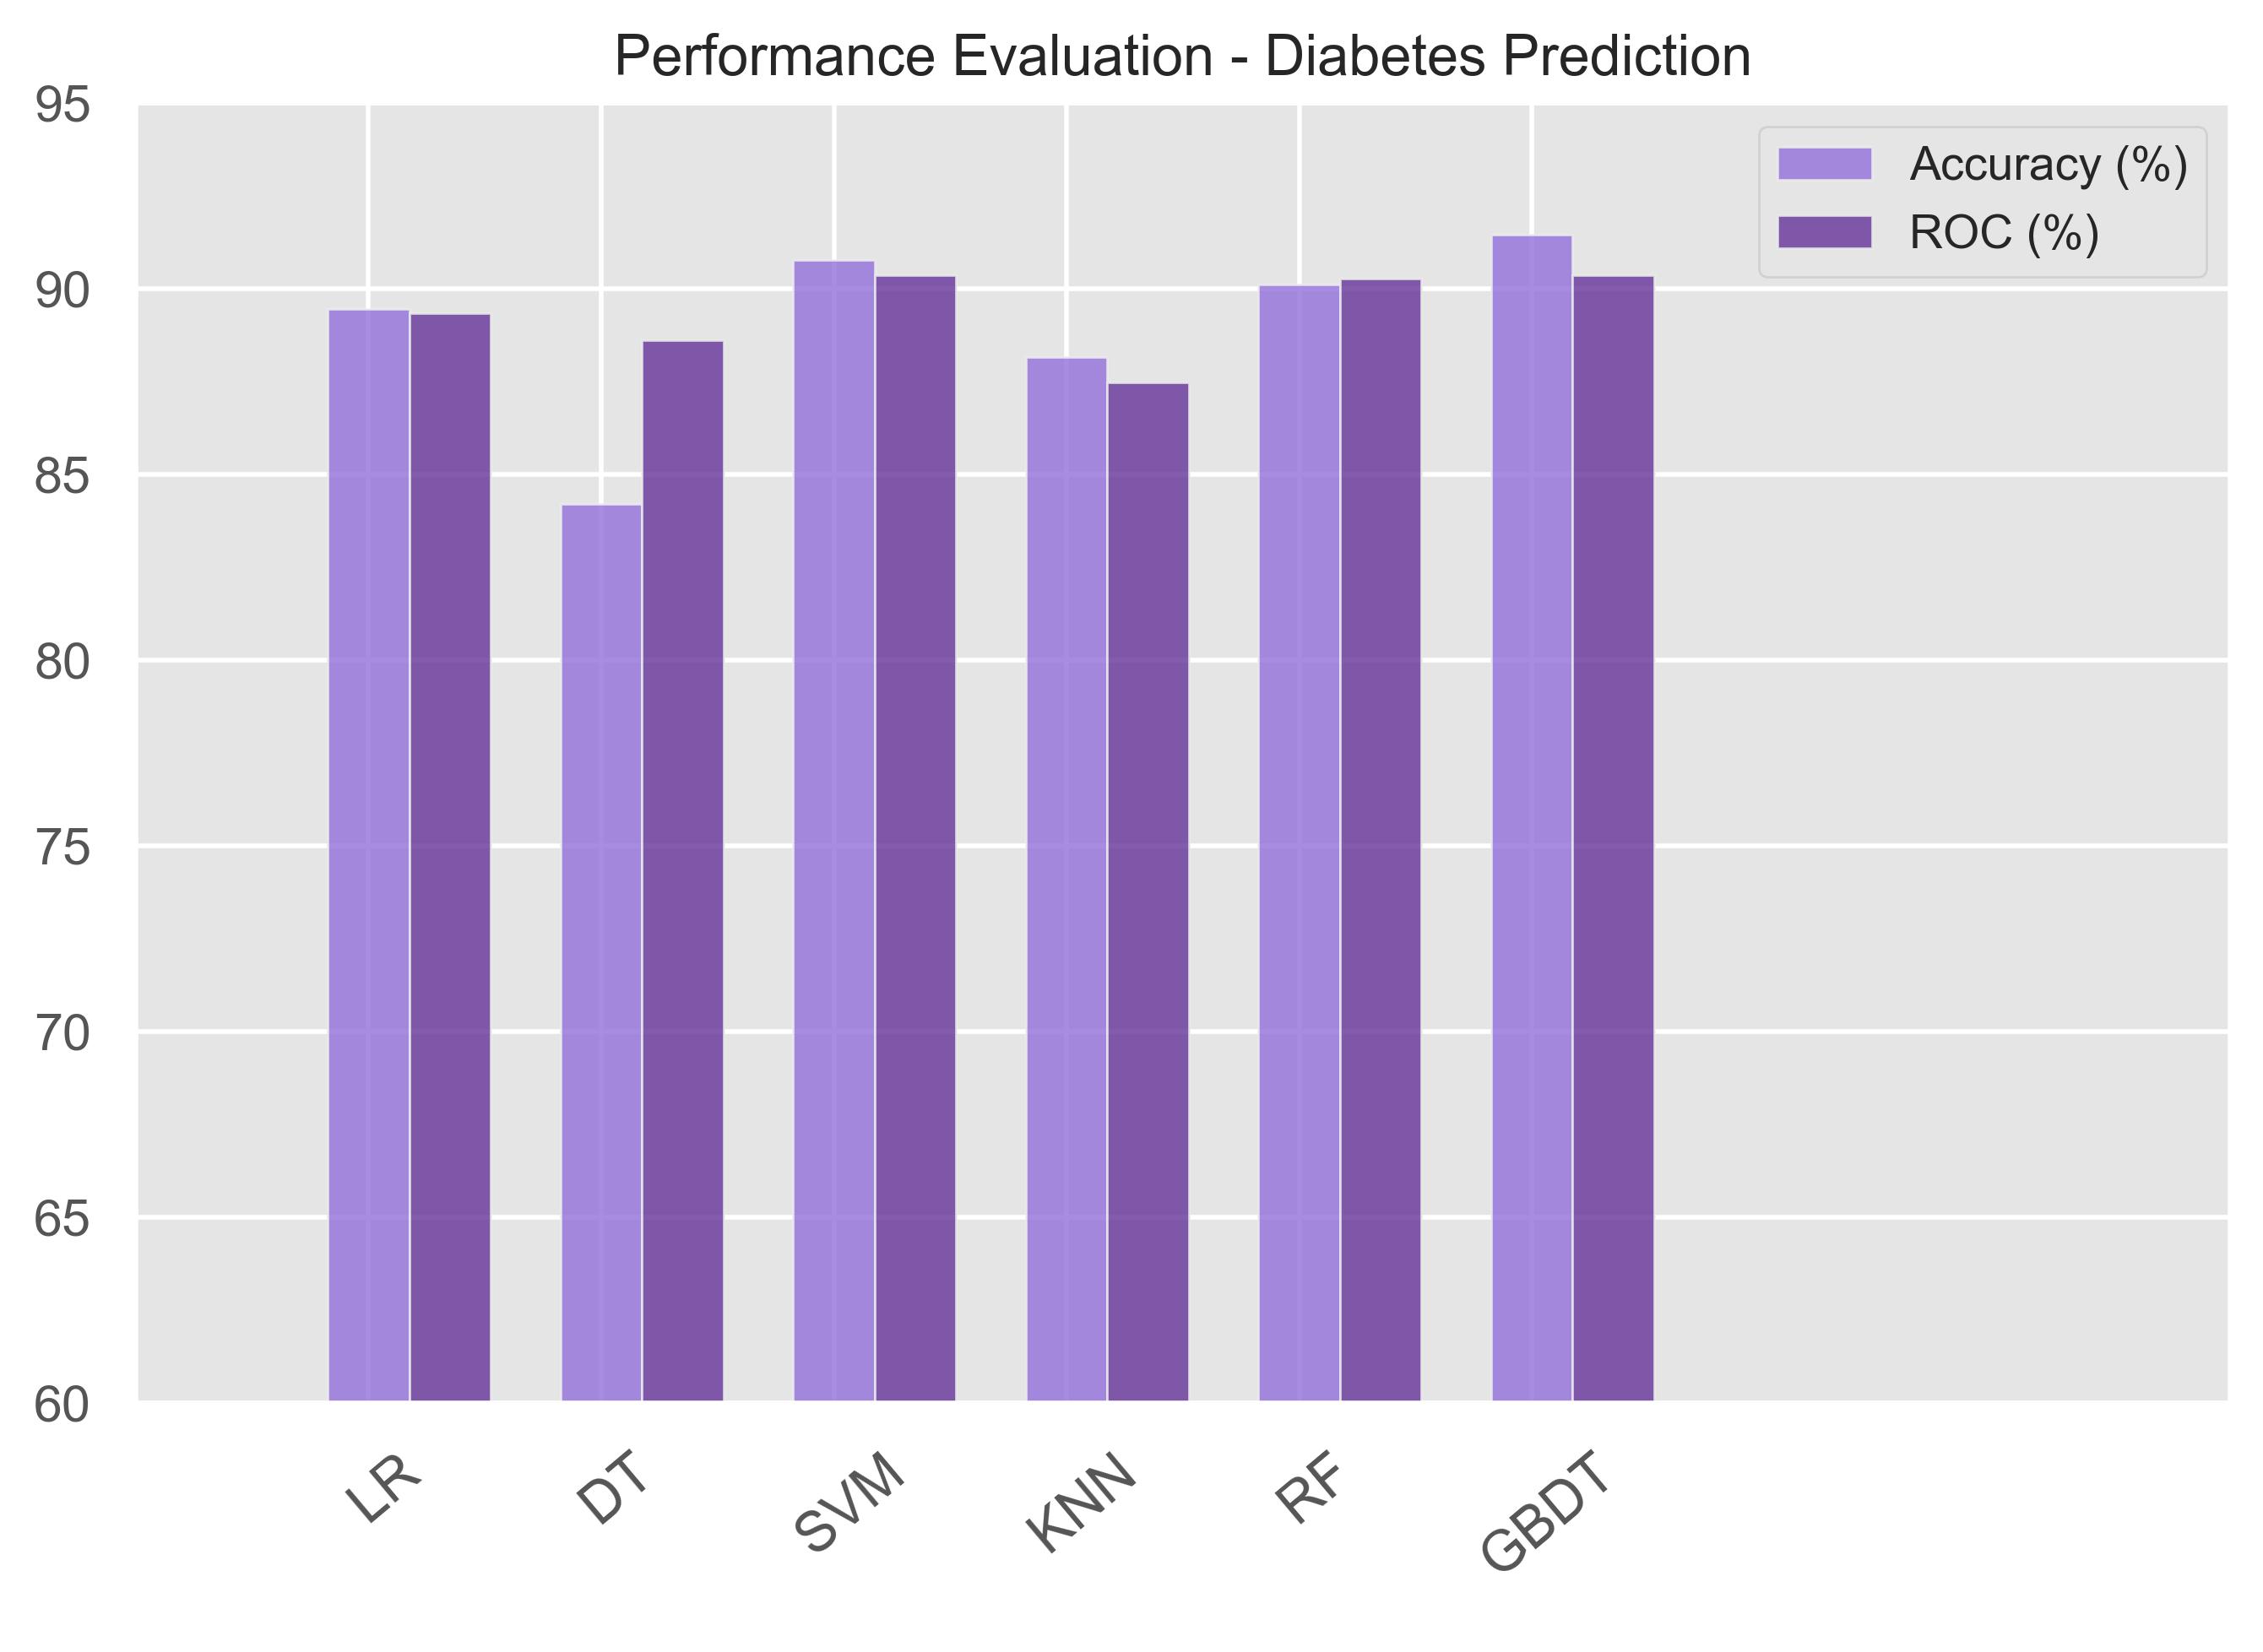 Performance Evaluation - Diabetes Prediction
95
90
85
80
75
70
65
60
Accuracy (%)
ROC (%)
LR
DT
SVM
KNN
RF
GBDT